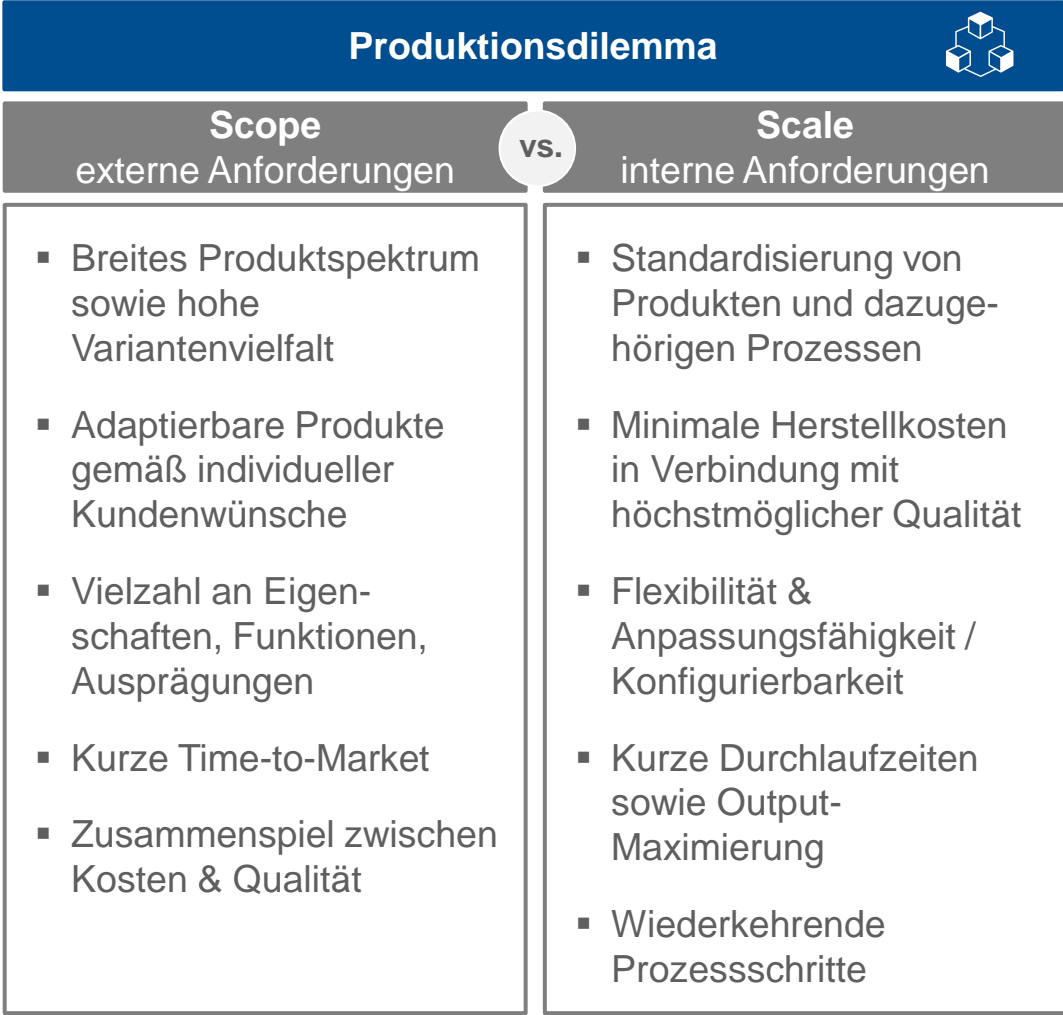 Produktionsdilemma
Scope
externe Anforderungen
vs.
Scale
interne Anforderungen
▪ Breites Produktspektrum
sowie hohe
Variantenvielfalt
▪ Adaptierbare Produkte
gemäß individueller
Kundenwünsche
▪ Vielzahl an Eigen-
schaften, Funktionen,
Ausprägungen
▪ Kurze Time-to-Market
▪ Zusammenspiel zwischen
Kosten & Qualität
▪ Standardisierung von
Produkten und dazuge-
hörigen Prozessen
▪ Minimale Herstellkosten
in Verbindung mit
höchstmöglicher Qualität
▪ Flexibilität &
Anpassungsfähigkeit /
Konfigurierbarkeit
▪ Kurze Durchlaufzeiten
sowie Output-
Maximierung
▪ Wiederkehrende
Prozessschritte